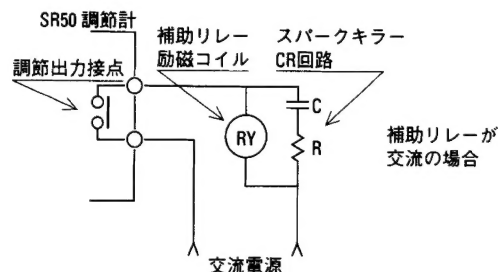 SR50 調節計
調節出力接点
補助リレー
励磁コイル
スパークキラー
CR回路
C
RY
R
補助リレーが
交流の場合
交流電源